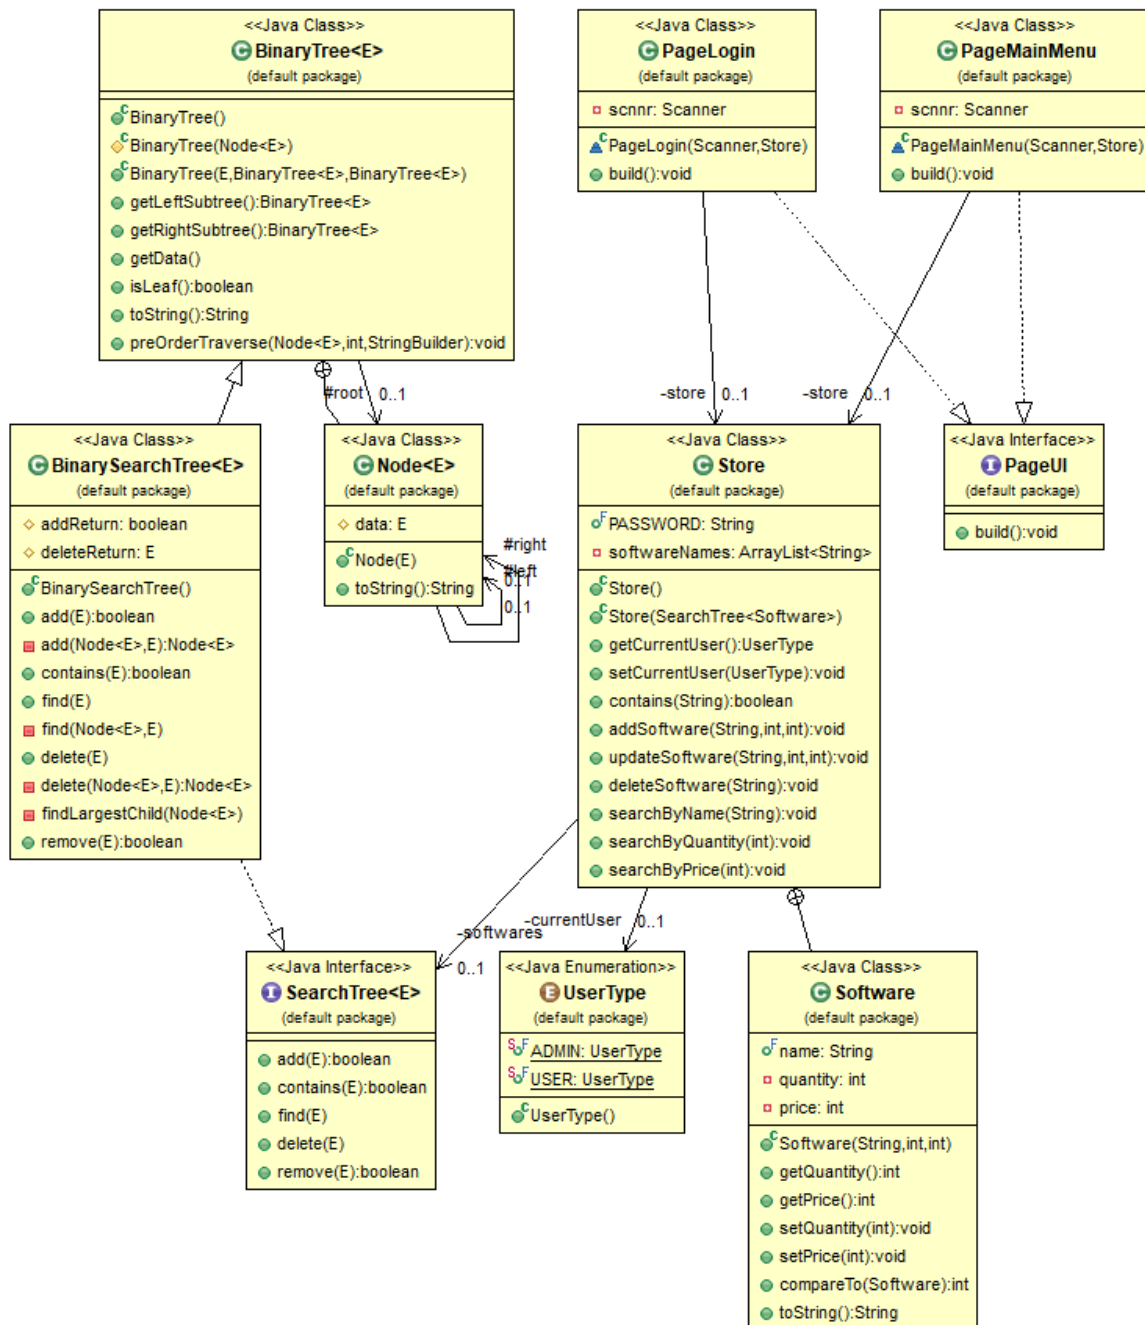 <<Java Class>>
BinaryTree<E>
(default package)
BinaryTree()
BinaryTree(Node<E>)
BinaryTree(E,BinaryTree<E>,BinaryTree<E>)
getLeftSubtree():BinaryTree<E>
getRightSubtree():BinaryTree<E>
getData()
isLeaf():boolean
toString():String
preOrderTraverse(Node<E>,int,StringBuilder):void
<<Java Class>>
PageLogin
(default package)
scnnr: Scanner
PageLogin(Scanner,Store)
build():void
<<Java Class>>
PageMainMenu
(default package)
scnnr: Scanner
PageMainMenu(Scanner,Store)
build():void
#root
0..1
-store
0..1
-store
0..1
<<Java Class>>
BinarySearchTree<E>
(default package)
addReturn: boolean
deleteReturn: E
BinarySearchTree()
add(E):boolean
add(Node<E>,E):Node<E>
contains(E):boolean
find(E)
find(Node<E>,E)
delete(E)
delete(Node<E>,E):Node<E>
findLargestChild(Node<E>)
remove(E):boolean
<<Java Class>>
Node<E>
(default package)
data: E
Node(E)
toString():String
#right
#left
0..1
0..1
<<Java Class>>
Store
(default package)
PASSWORD: String
softwareNames: ArrayList<String>
Store()
Store(SearchTree<Software>)
getCurrentUser():UserType
setCurrentUser(UserType):void
contains(String):boolean
addSoftware(String,int,int):void
updateSoftware(String,int,int):void
deleteSoftware(String):void
searchByName(String):void
searchByQuantity(int):void
searchByPrice(int):void
<<Java Interface>>
PageUI
(default package)
build():void
-softwares
0..1
-currentUser
0..1
<<Java Interface>>
SearchTree<E>
(default package)
add(E):boolean
contains(E):boolean
find(E)
delete(E)
remove(E):boolean
<<Java Enumeration>>
UserType
(default package)
ADMIN: UserType
USER: UserType
UserType()
<<Java Class>>
Software
(default package)
name: String
quantity: int
price: int
Software(String,int,int)
getQuantity():int
getPrice():int
setQuantity(int):void
setPrice(int):void
compareTo(Software):int
toString():String